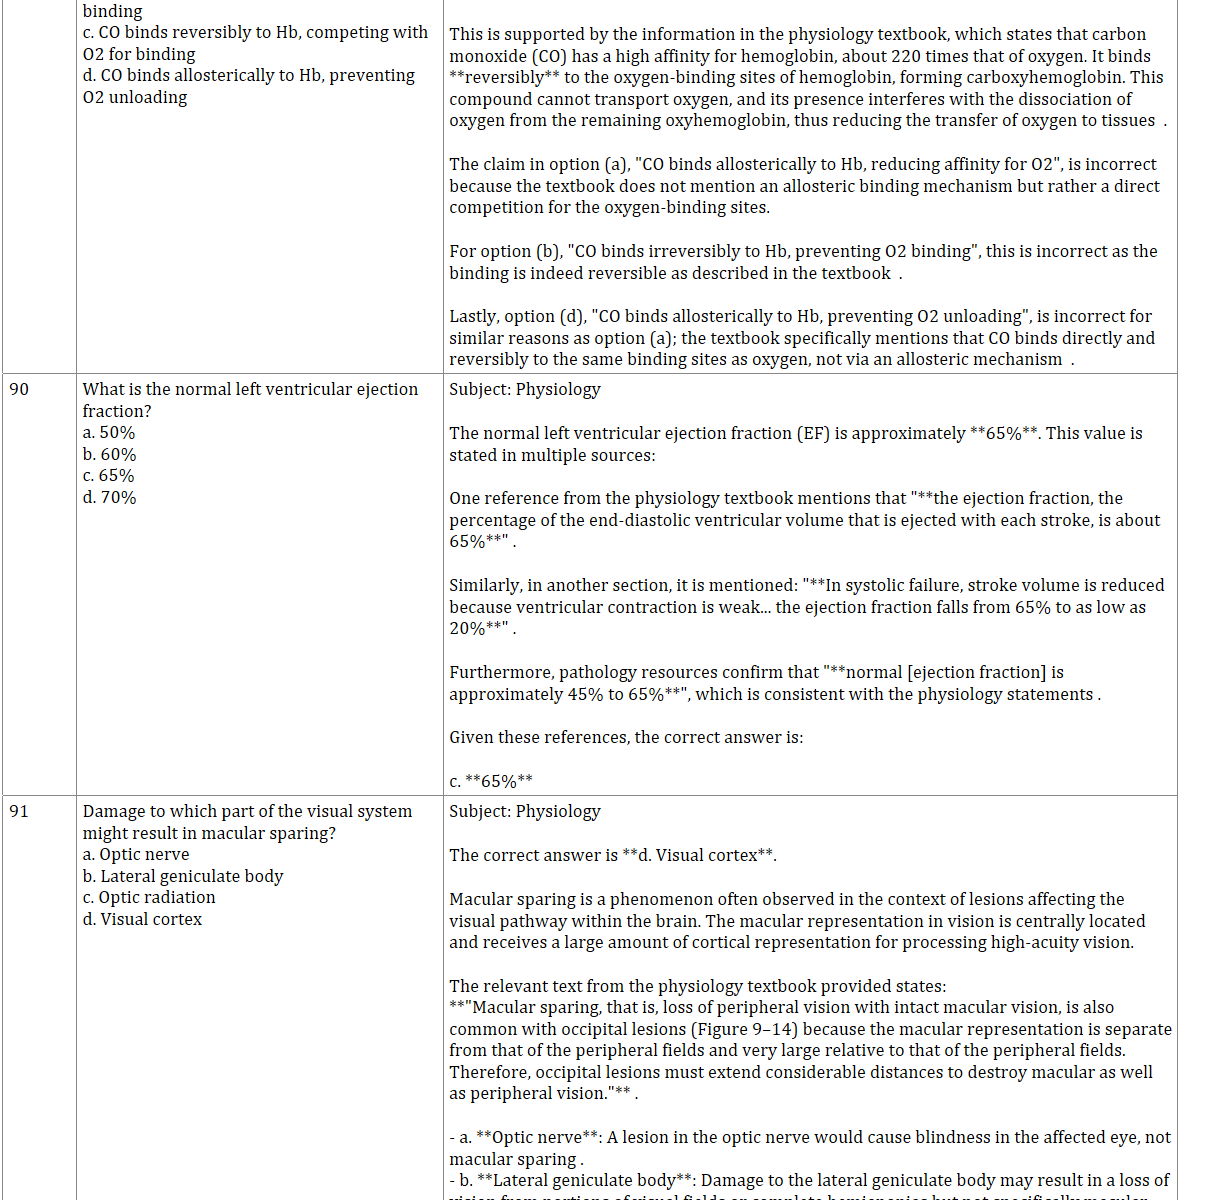 binding
c. CO binds reversibly to Hb, competing with
O2 for binding
d. CO binds allosterically to Hb, preventing
O2 unloading
This is supported by the information in the physiology textbook, which states that carbon
monoxide (CO) has a high affinity for hemoglobin, about 220 times that of oxygen. It binds
**reversibly** to the oxygen-binding sites of hemoglobin, forming carboxyhemoglobin. This
compound cannot transport oxygen, and its presence interferes with the dissociation of
oxygen from the remaining oxyhemoglobin, thus reducing the transfer of oxygen to tissues .
The claim in option (a), "CO binds allosterically to Hb, reducing affinity for O2", is incorrect
because the textbook does not mention an allosteric binding mechanism but rather a direct
competition for the oxygen-binding sites.
For option (b), "CO binds irreversibly to Hb, preventing O2 binding", this is incorrect as the
binding is indeed reversible as described in the textbook .
Lastly, option (d), "CO binds allosterically to Hb, preventing O2 unloading", is incorrect for
similar reasons as option (a); the textbook specifically mentions that CO binds directly and
reversibly to the same binding sites as oxygen, not via an allosteric mechanism .
90
What is the normal left ventricular ejection
fraction?
a. 50%
b. 60%
c. 65%
d. 70%
Subject: Physiology
The normal left ventricular ejection fraction (EF) is approximately **65%**. This value is
stated in multiple sources:
One reference from the physiology textbook mentions that "**the ejection fraction, the
percentage of the end-diastolic ventricular volume that is ejected with each stroke, is about
65%**" .
Similarly, in another section, it is mentioned: "**In systolic failure, stroke volume is reduced
because ventricular contraction is weak... the ejection fraction falls from 65% to as low as
20%**" .
Furthermore, pathology resources confirm that "**normal [ejection fraction] is
approximately 45% to 65%**", which is consistent with the physiology statements .
Given these references, the correct answer is:
c. **65%**
91
Damage to which part of the visual system
might result in macular sparing?
a. Optic nerve
b. Lateral geniculate body
c. Optic radiation
d. Visual cortex
Subject: Physiology
The correct answer is **d. Visual cortex**.
Macular sparing is a phenomenon often observed in the context of lesions affecting the
visual pathway within the brain. The macular representation in vision is centrally located
and receives a large amount of cortical representation for processing high-acuity vision.
The relevant text from the physiology textbook provided states:
**"Macular sparing, that is, loss of peripheral vision with intact macular vision, is also
common with occipital lesions (Figure 9–14) because the macular representation is separate
from that of the peripheral fields and very large relative to that of the peripheral fields.
Therefore, occipital lesions must extend considerable distances to destroy macular as well
as peripheral vision."** .
- a. **Optic nerve**: A lesion in the optic nerve would cause blindness in the affected eye, not
macular sparing .
- b. **Lateral geniculate body**: Damage to the lateral geniculate body may result in a loss of